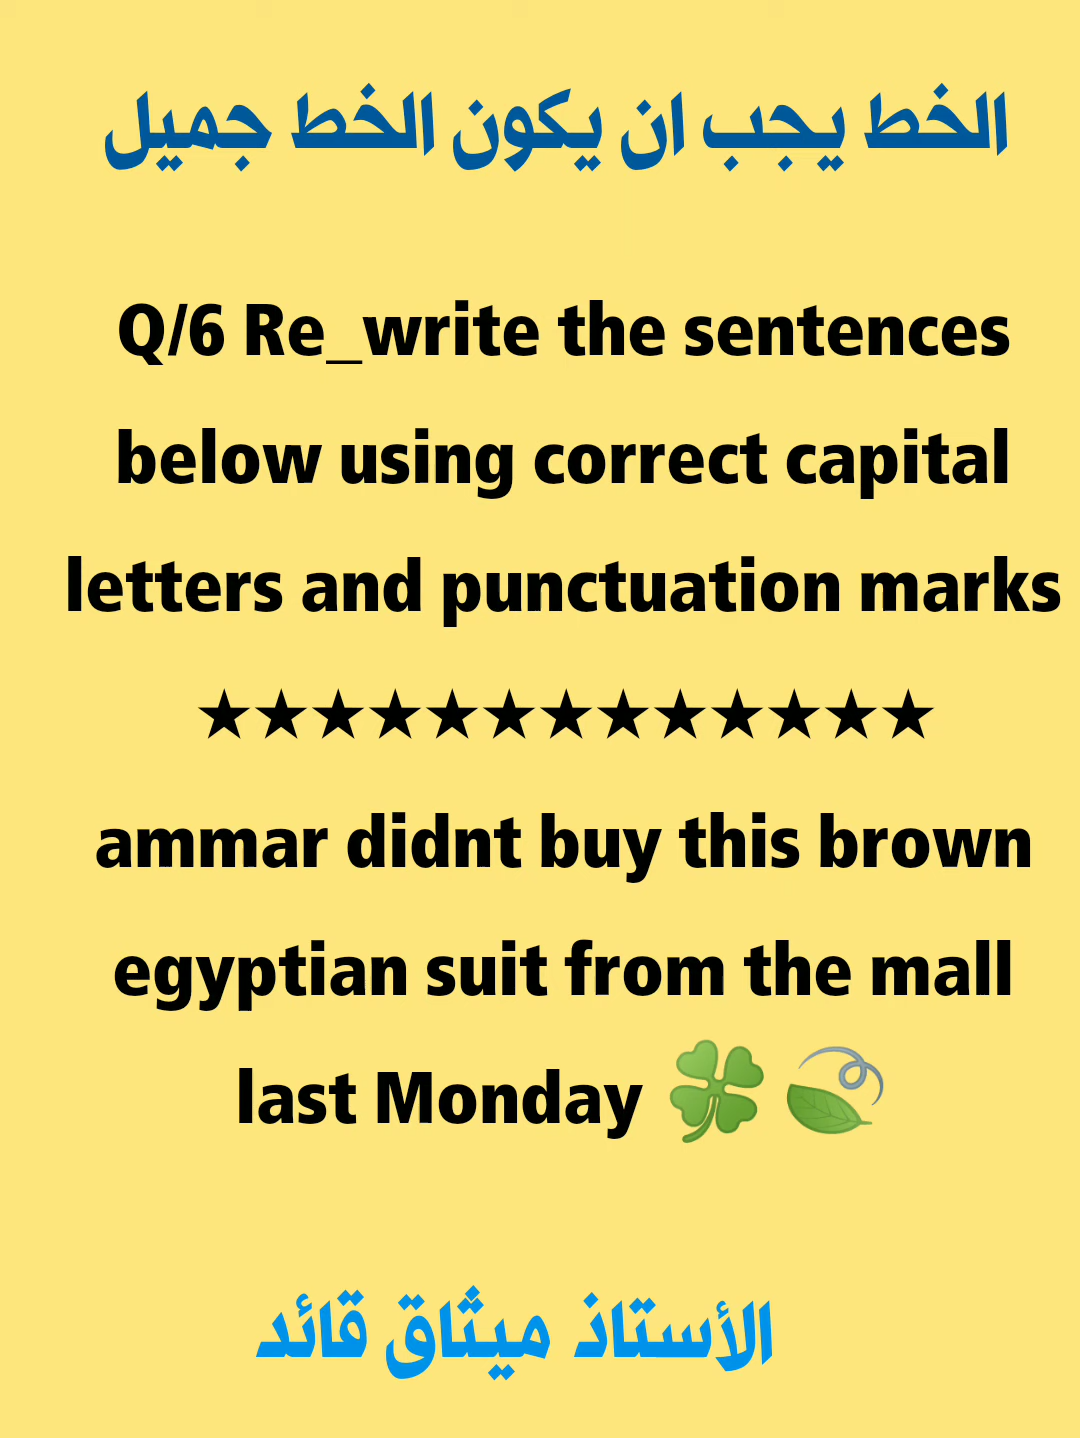 الخط يجب ان يكون الخط جميل
Q/6 Re_write the sentences
below using correct capital
letters and punctuation marks
★★★★★★★★★★★★★
ammar didnt buy this brown
egyptian suit from the mall
last Monday 🍀🍃
الأستاذ ميثاق قائد